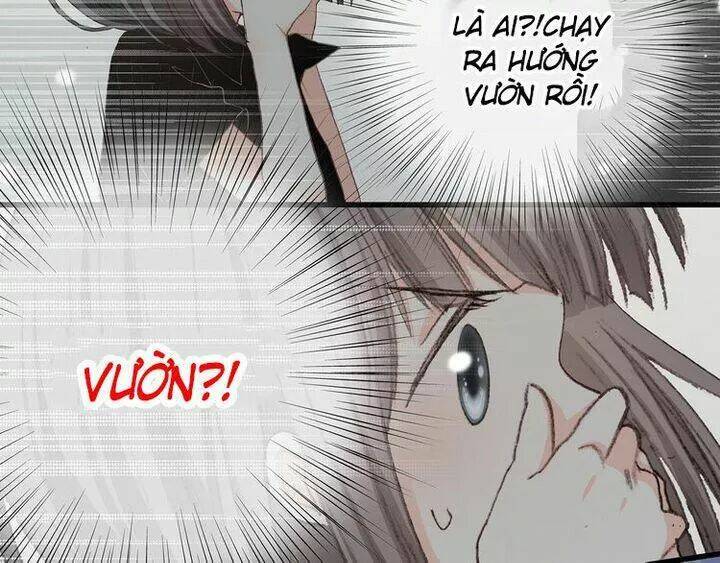 LÀ AI?!CHẠY
RA HƯỚNG
VƯỜN RỒI!
VƯỜN?!